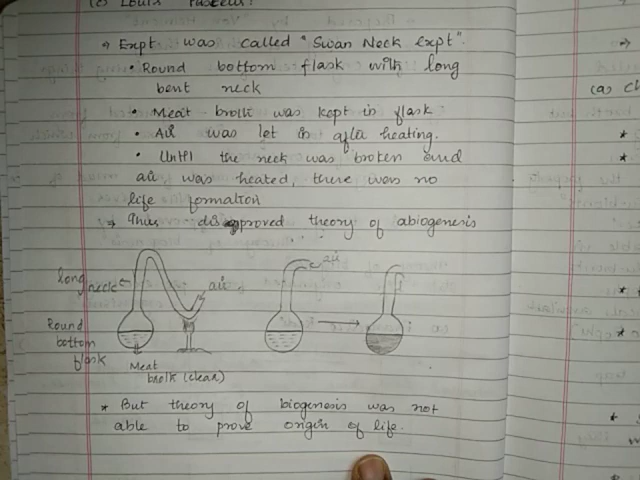 (c) Louis Pasteur:
→ Expt was called "Swan Neck Expt".
• Round bottom flask with long
bent neck
• Meat broth was kept in flask
• Air was let in after heating.
• Until the neck was broken and
air was heated, there was no
life formation
→ Thus disproved theory of abiogenesis
long neck
air
air
Round
bottom
flask
Meat
broth (clear)
* But theory of biogenesis was not
able to prove origin of life.
(a) Ch